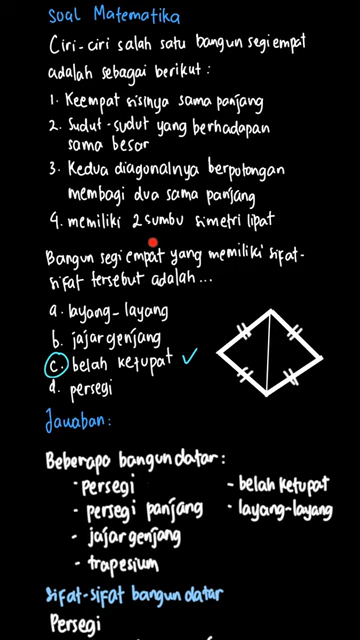 Soal Matematika
Ciri-ciri salah satu bangun segiempat
adalah sebagai berikut:
1. Keempat sisinya sama panjang
2. Sudut-sudut yang berhadapan
sama besar
3. Kedua diagonalnya berpotongan
membagi dua sama panjang
4. memiliki 2 sumbu simetri lipat
Bangun segiempat yang memiliki sifat-
sifat tersebut adalah...
a. layang-layang
b. jajargenjang
c. belah ketupat ✓
d. persegi
Jawaban:
Beberapa bangun datar:
- persegi
- persegi panjang
- jajargenjang
- trapesium
- belah ketupat
- layang-layang
Sifat-sifat bangun datar
Persegi